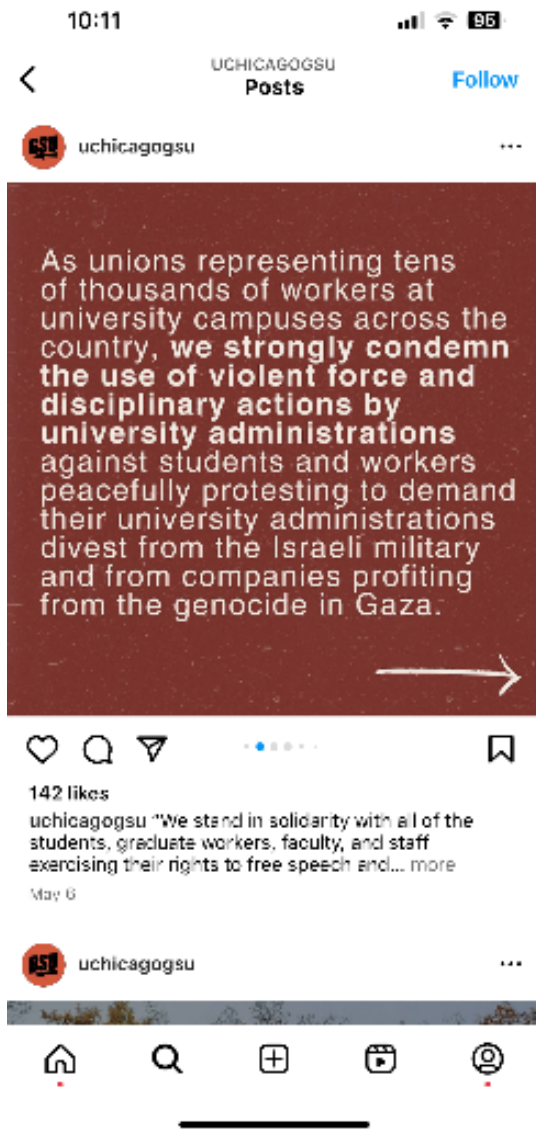 10:11
95
UCHICAGOGSU
Posts
Follow
GSU
uchicagogsu
As unions representing tens
of thousands of workers at
university campuses across the
country, we strongly condemn
the use of violent force and
disciplinary actions by
university administrations
against students and workers
peacefully protesting to demand
their university administrations
divest from the Israeli military
and from companies profiting
from the genocide in Gaza.
142 likes
uchicagogsu "We stand in solidarity with all of the
students, graduate workers, faculty, and staff
exercising their rights to free speech and... more
May 6
GSU
uchicagogsu